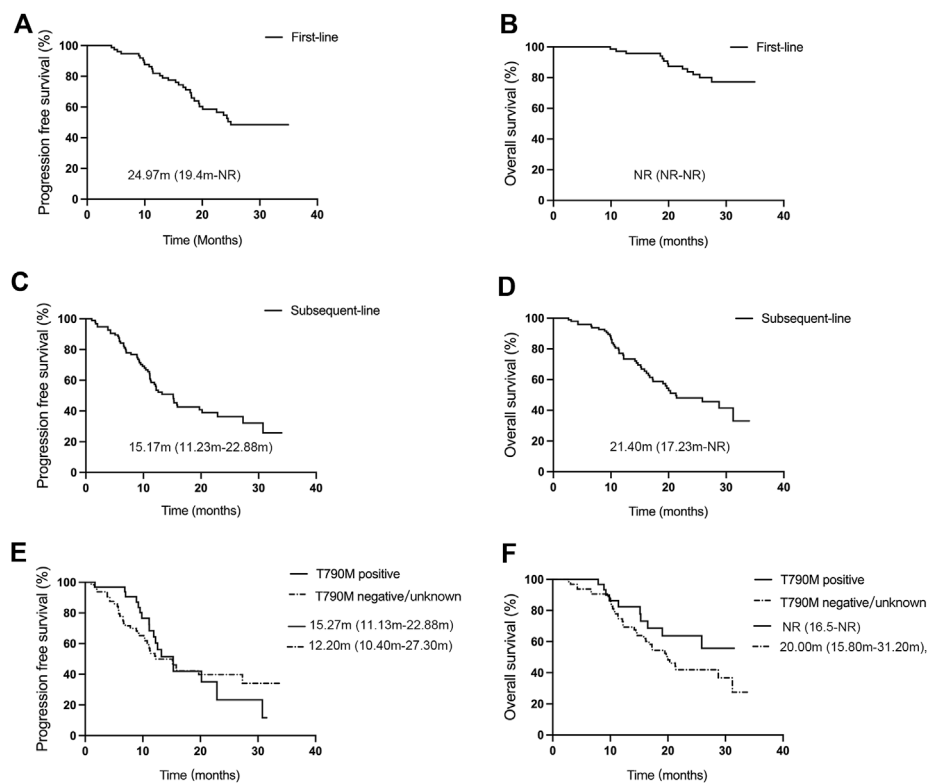 A
Progression free survival (%)
100
80
60
40
20
0
First-line
24.97m (19.4m-NR)
0 10 20 30 40
Time (Months)
B
Overall survival (%)
100
80
60
40
20
0
First-line
NR (NR-NR)
0 10 20 30 40
Time (months)
C
Progression free survival (%)
100
80
60
40
20
0
Subsequent-line
15.17m (11.23m-22.88m)
0 10 20 30 40
Time (months)
D
Overall survival (%)
100
80
60
40
20
0
Subsequent-line
21.40m (17.23m-NR)
0 10 20 30 40
Time (months)
E
Progression free survival (%)
100
80
60
40
20
0
T790M positive
T790M negative/unknown
15.27m (11.13m-22.88m)
12.20m (10.40m-27.30m)
0 10 20 30 40
Time (months)
F
Overall survival (%)
100
80
60
40
20
0
T790M positive
T790M negative/unknown
NR (16.5-NR)
20.00m (15.80m-31.20m),
0 10 20 30 40
Time (months)